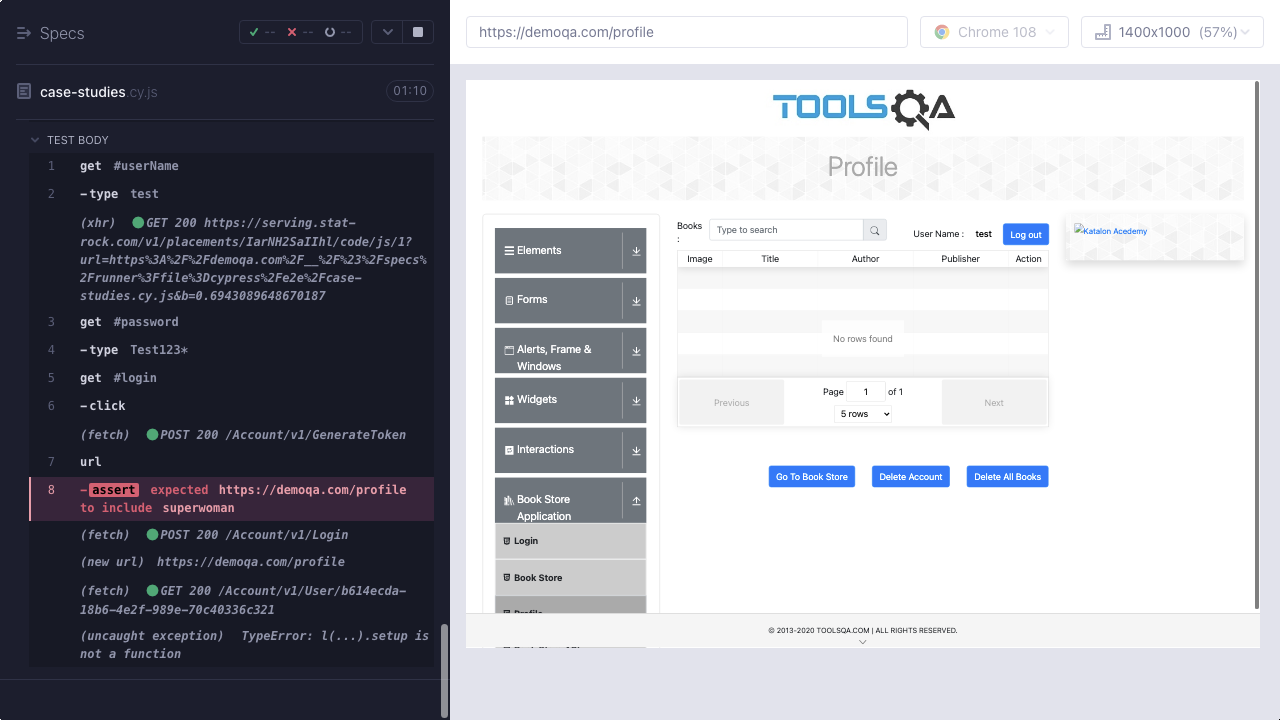 Specs
-- -- --
case-studies.cy.js
01:10
TEST BODY
1 get #userName
2 -type test
(xhr) GET 200 https://serving.stat-
rock.com/v1/placements/IarNH2SaIIhl/code/js/1?
url=https%3A%2F%2Fdemoqa.com%2F__%2F%23%2Fspecs
%2Frunner%3Ffile%3Dcypress%2Fe2e%2Fcase-
studies.cy.js&b=0.6943089648670187
3 get #password
4 -type Test123*
5 get #login
6 -click
(fetch) POST 200 /Account/v1/GenerateToken
7 url
8 -assert expected https://demoqa.com/profile
to include superwoman
(fetch) POST 200 /Account/v1/Login
(new url) https://demoqa.com/profile
(fetch) GET 200 /Account/v1/User/b614ecda-
18b6-4e2f-989e-70c40336c321
(uncaught exception) TypeError: l(...).setup is
not a function
https://demoqa.com/profile
Chrome 108
1400x1000 (57%)
TOOLSQA
Profile
Elements
Forms
Alerts, Frame &
Windows
Widgets
Interactions
Book Store
Application
Login
Book Store
Profile
Books
:
Type to search
User Name : test
Log out
Image Title Author Publisher Action
No rows found
Previous
Page 1 of 1
5 rows
Next
Go To Book Store
Delete Account
Delete All Books
Katalon Acedemy
© 2013-2020 TOOLSQA.COM | ALL RIGHTS RESERVED.